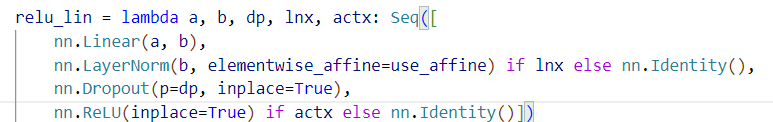 relu_lin = lambda a, b, dp, lnx, actx: Seq([
    nn.Linear(a, b),
    nn.LayerNorm(b, elementwise_affine=use_affine) if lnx else nn.Identity(),
    nn.Dropout(p=dp, inplace=True),
    nn.ReLU(inplace=True) if actx else nn.Identity()])